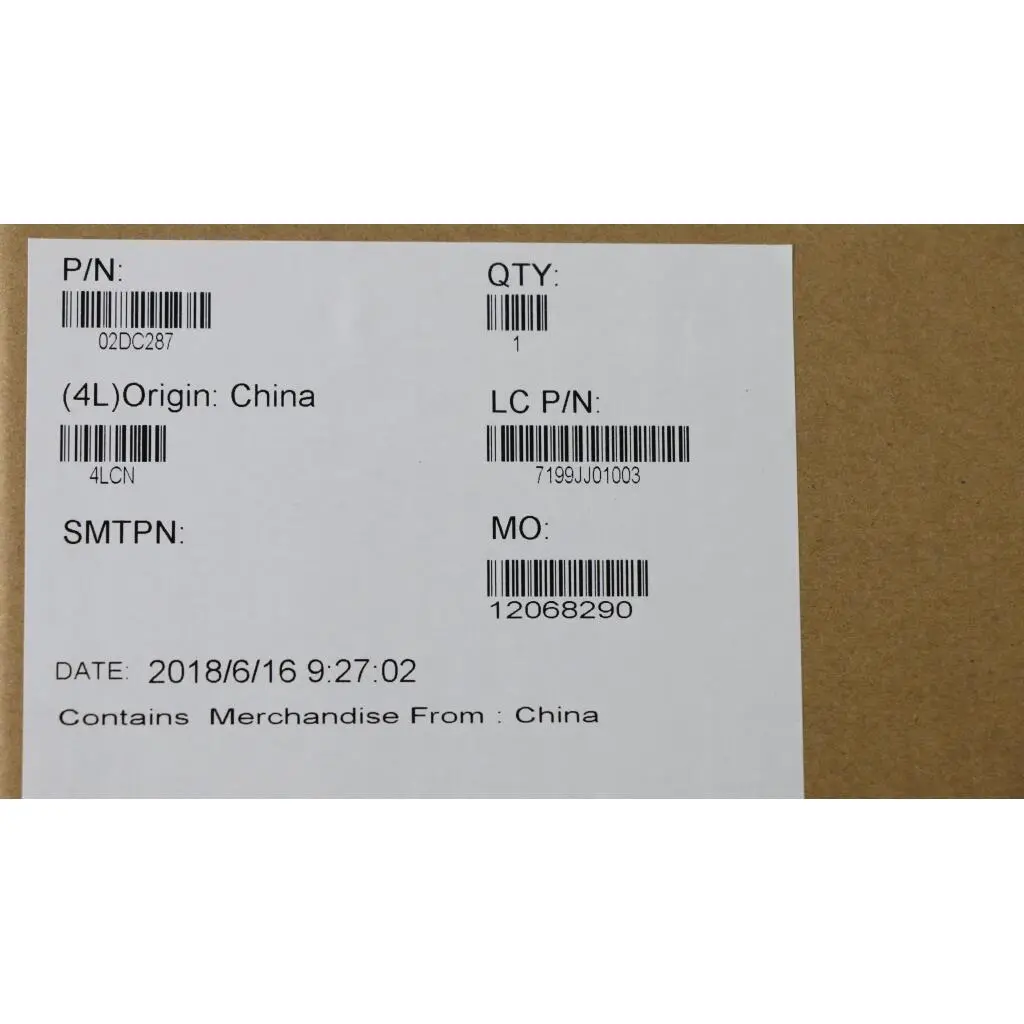 P/N:
02DC287
QTY:
1
(4L)Origin: China
4LCN
LC P/N:
7199JJ01003
SMTPN:
MO:
12068290
DATE: 2018/6/16 9:27:02
Contains Merchandise From : China